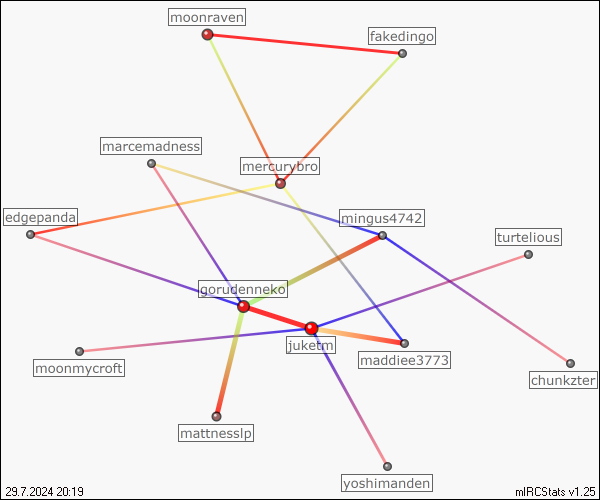 moonraven
fakedingo
marcemadness
mercurybro
edgepanda
mingus4742
turtelious
gorudenneko
juketm
maddiee3773
moonmycroft
chunkzter
mattnesslp
yoshimanden
29.7.2024 20:19
mIRCStats v1.25